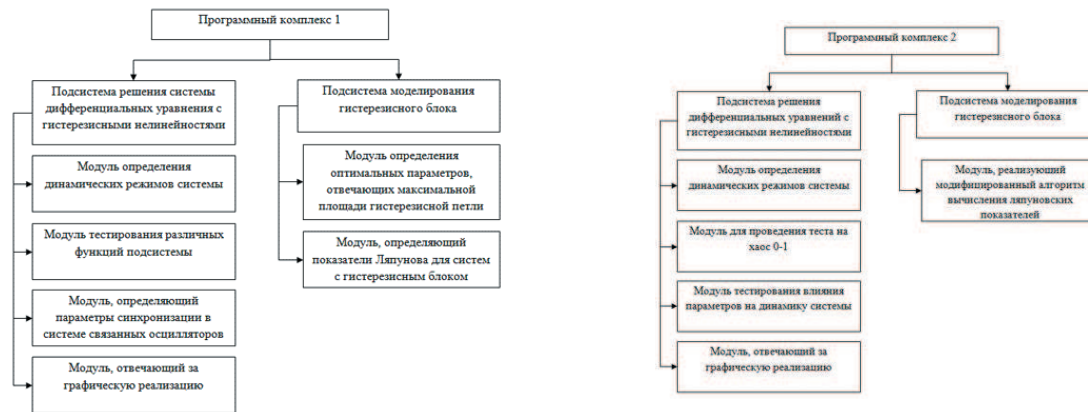 Программный комплекс 1
Подсистема решения системы
дифференциальных уравнения с
гистерезисными нелинейностями
Модуль определения
динамических режимов системы
Модуль тестирования различных
функций подсистемы
Модуль, определяющий
параметры синхронизации в
системе связанных осцилляторов
Модуль, отвечающий за
графическую реализацию
Подсистема моделирования
гистерезисного блока
Модуль определения
оптимальных параметров,
отвечающих максимальной
площади гистерезисной петли
Модуль, определяющий
показатели Ляпунова для систем
с гистерезисным блоком
Программный комплекс 2
Подсистема решения
дифференциальных уравнений с
гистерезисными нелинейностями
Модуль определения
динамических режимов системы
Модуль для проведения теста на
хаос 0-1
Модуль тестирования влияния
параметров на динамику системы
Модуль, отвечающий за
графическую реализацию
Подсистема моделирования
гистерезисного блока
Модуль, реализующий
модифицированный алгоритм
вычисления ляпуновских
показателей